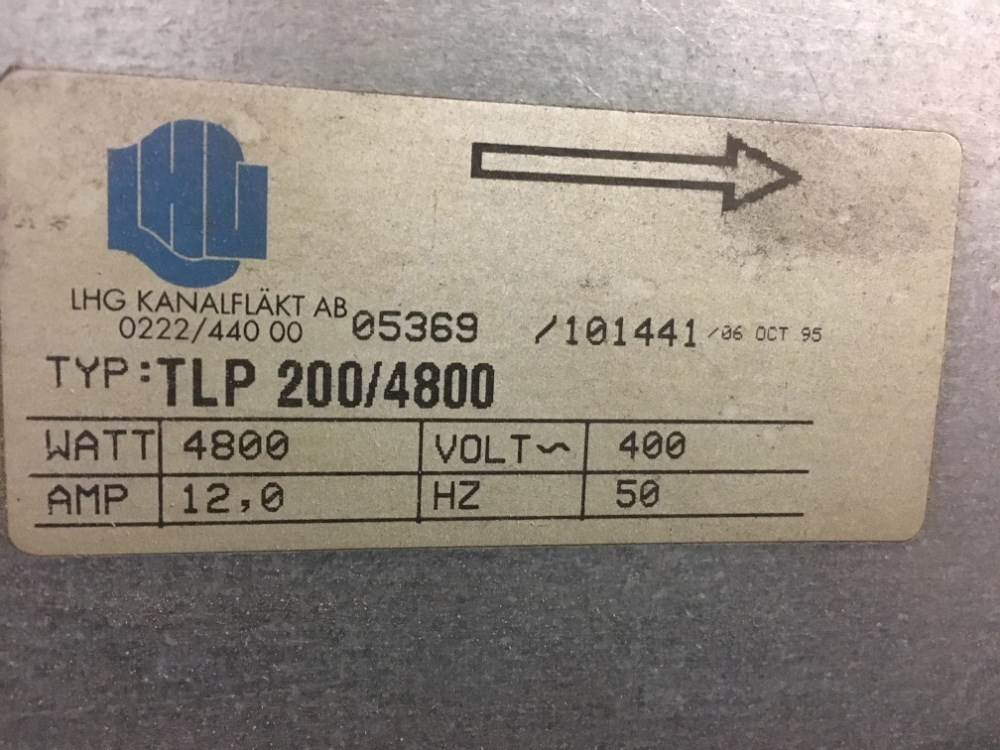 LHG
LHG KANALFLÄKT AB
0222/440 00
05369 /101441 /06 OCT 95
TYP: TLP 200/4800
WATT 4800 VOLT~ 400
AMP 12,0 HZ 50